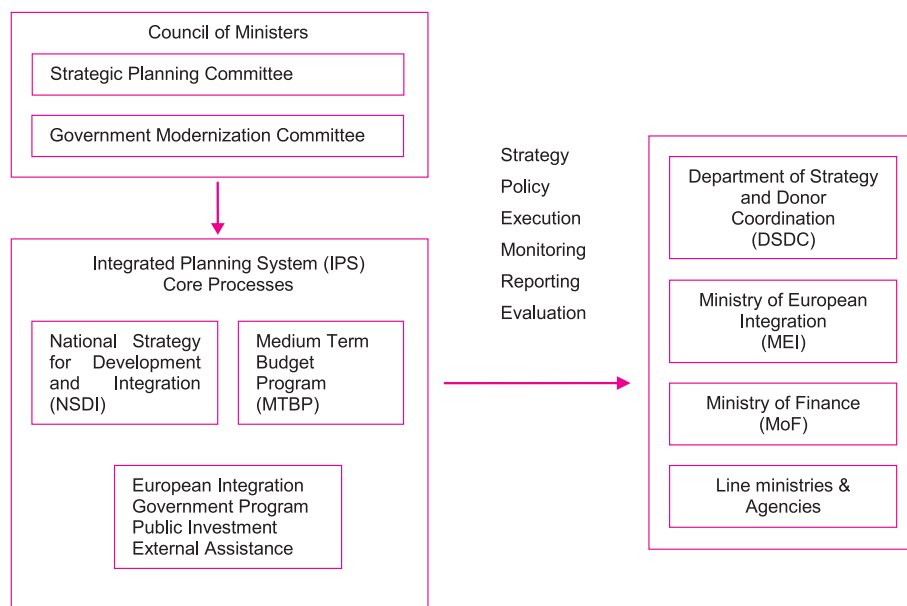 Council of Ministers
Strategic Planning Committee
Government Modernization Committee
Integrated Planning System (IPS)
Core Processes
National Strategy
for Development
and Integration
(NSDI)
Medium Term
Budget
Program
(MTBP)
European Integration
Government Program
Public Investment
External Assistance
Strategy
Policy
Execution
Monitoring
Reporting
Evaluation
Department of Strategy
and Donor
Coordination
(DSDC)
Ministry of European
Integration
(MEI)
Ministry of Finance
(MoF)
Line ministries &
Agencies